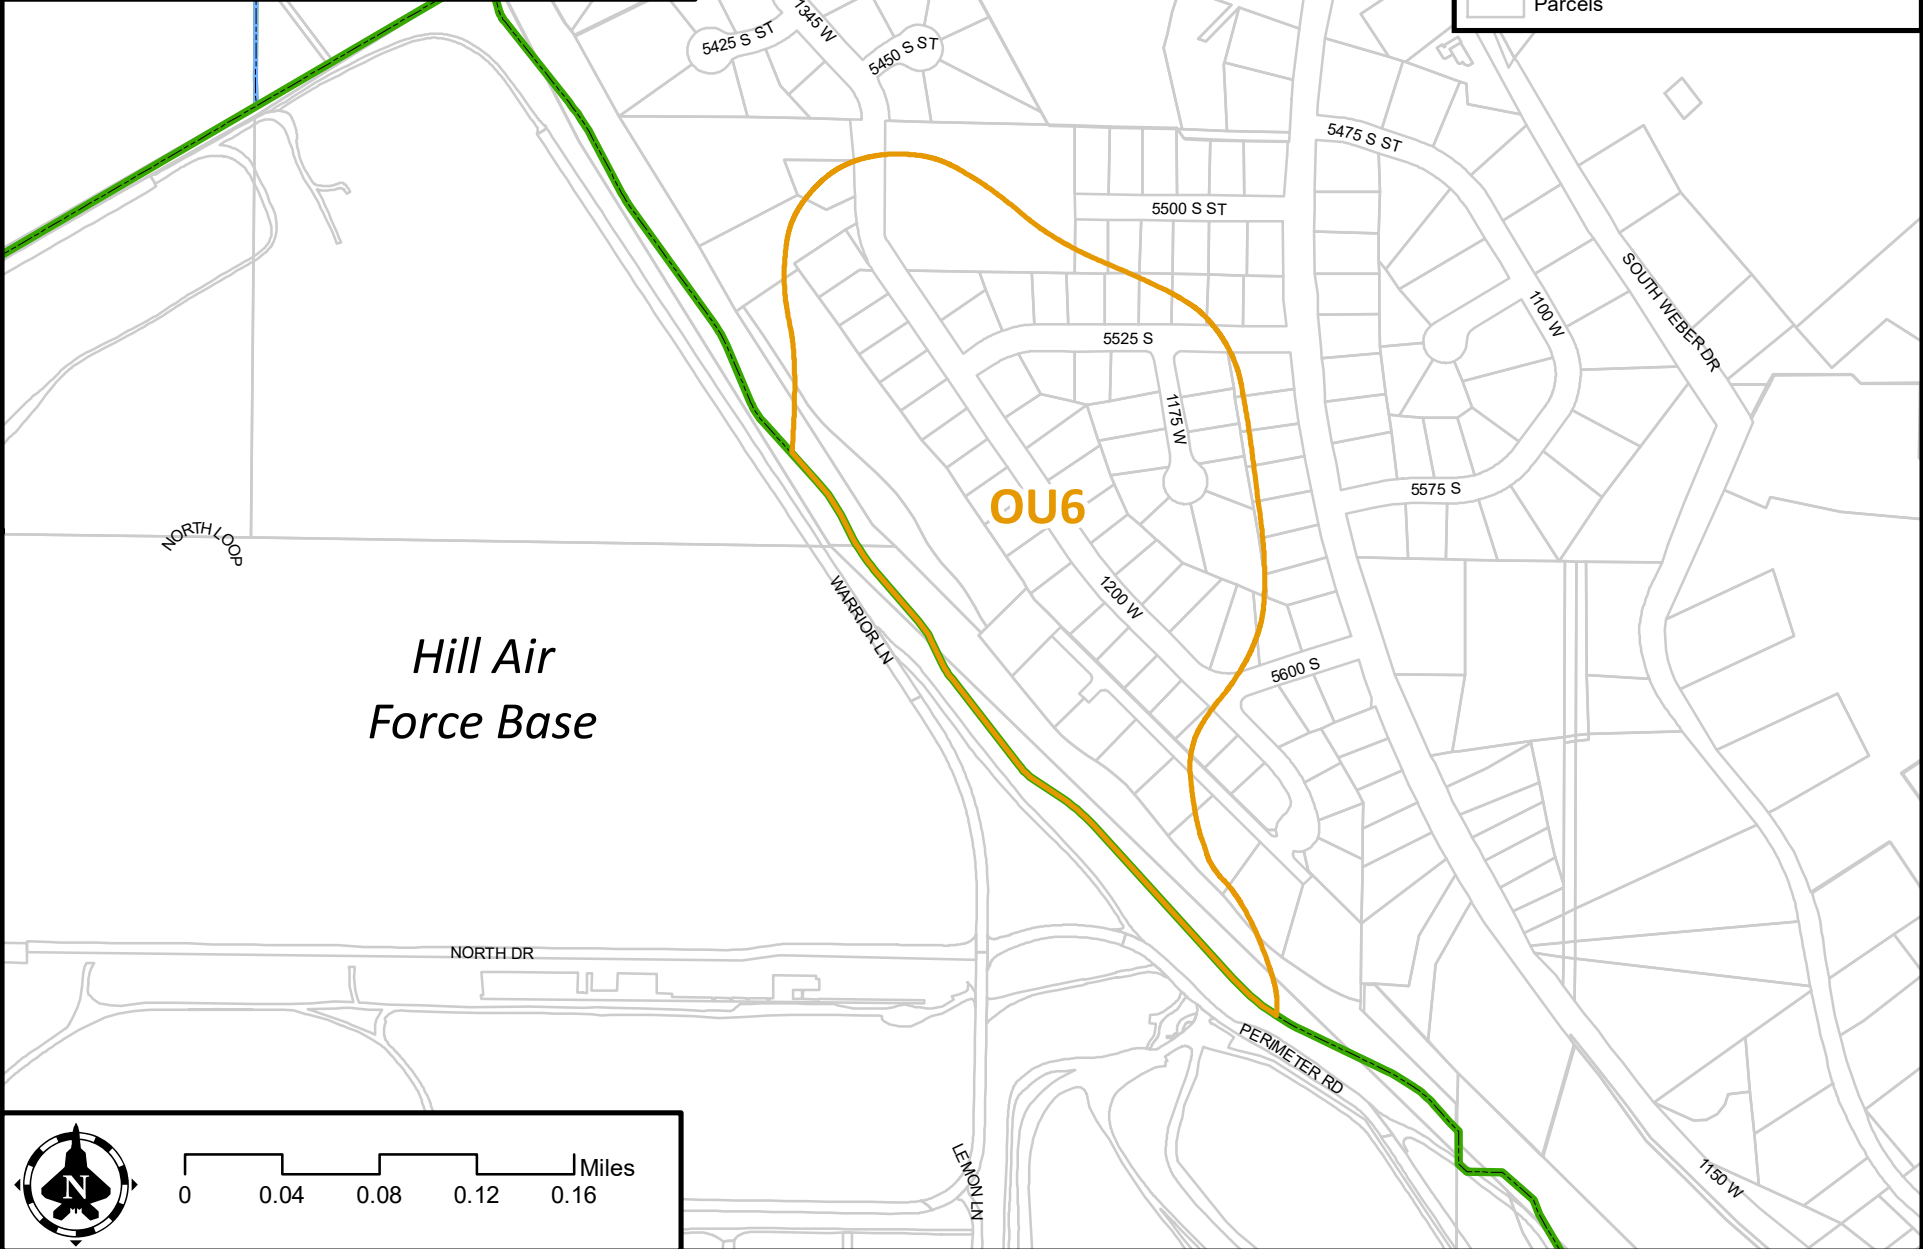 Parcels
1345 W
5425 S ST
5450 S ST
5475 S ST
5500 S ST
SOUTH WEBER DR
1100 W
5525 S
1175 W
5575 S
OU6
NORTH LOOP
WARRIOR LN
1200 W
Hill Air
Force Base
5600 S
NORTH DR
PERIMETER RD
LEMON LN
1150 W
N
Miles
0 0.04 0.08 0.12 0.16